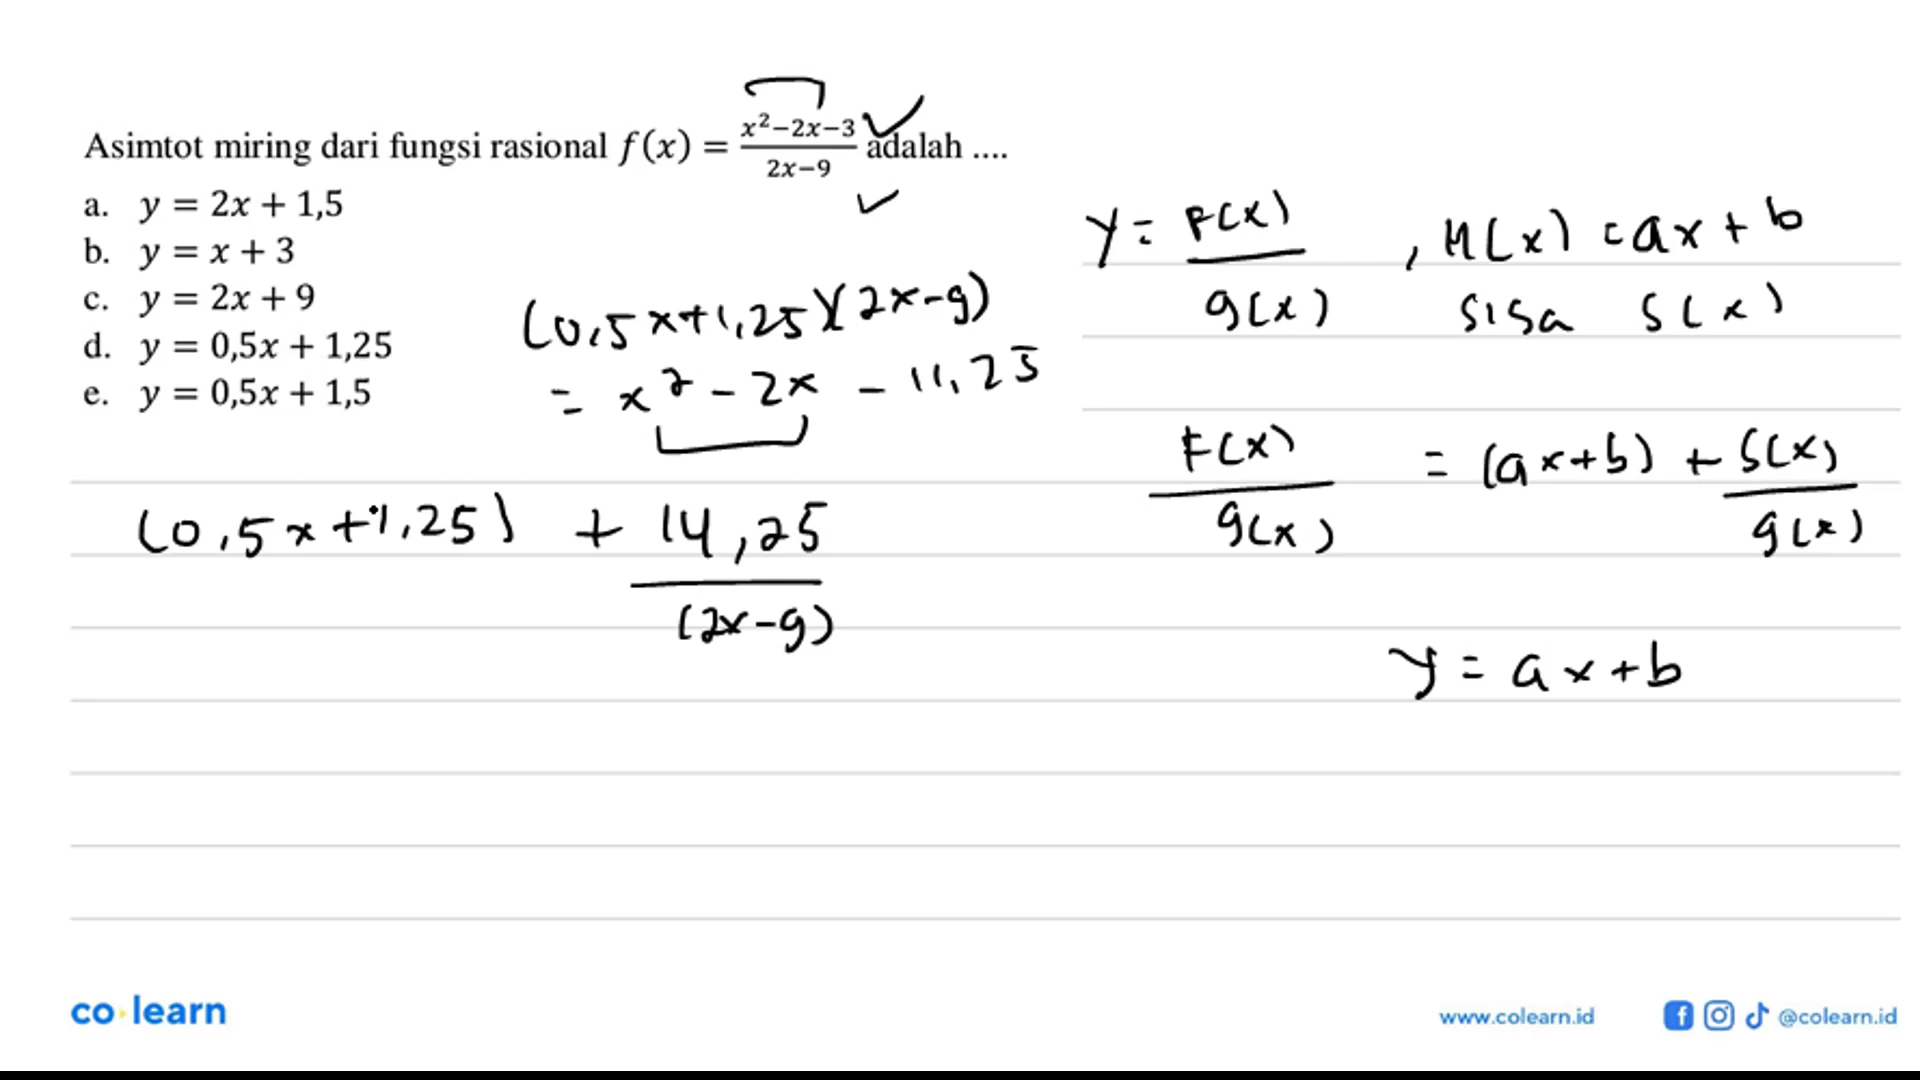 Asimtot miring dari fungsi rasional f(x) = (x²−2x−3)/(2x−9) adalah ....
a. y = 2x + 1,5
b. y = x + 3
c. y = 2x + 9
d. y = 0,5x + 1,25
e. y = 0,5x + 1,5
(0,5x+1,25)(2x-9)
= x² - 2x - 11,25
(0,5x+1,25) + 14,25/(2x-9)
y = F(x)/g(x) , H(x) = ax + b
sisa S(x)
F(x)/g(x) = (ax+b) + S(x)/g(x)
y = ax+b
co learn
www.colearn.id
@colearn.id